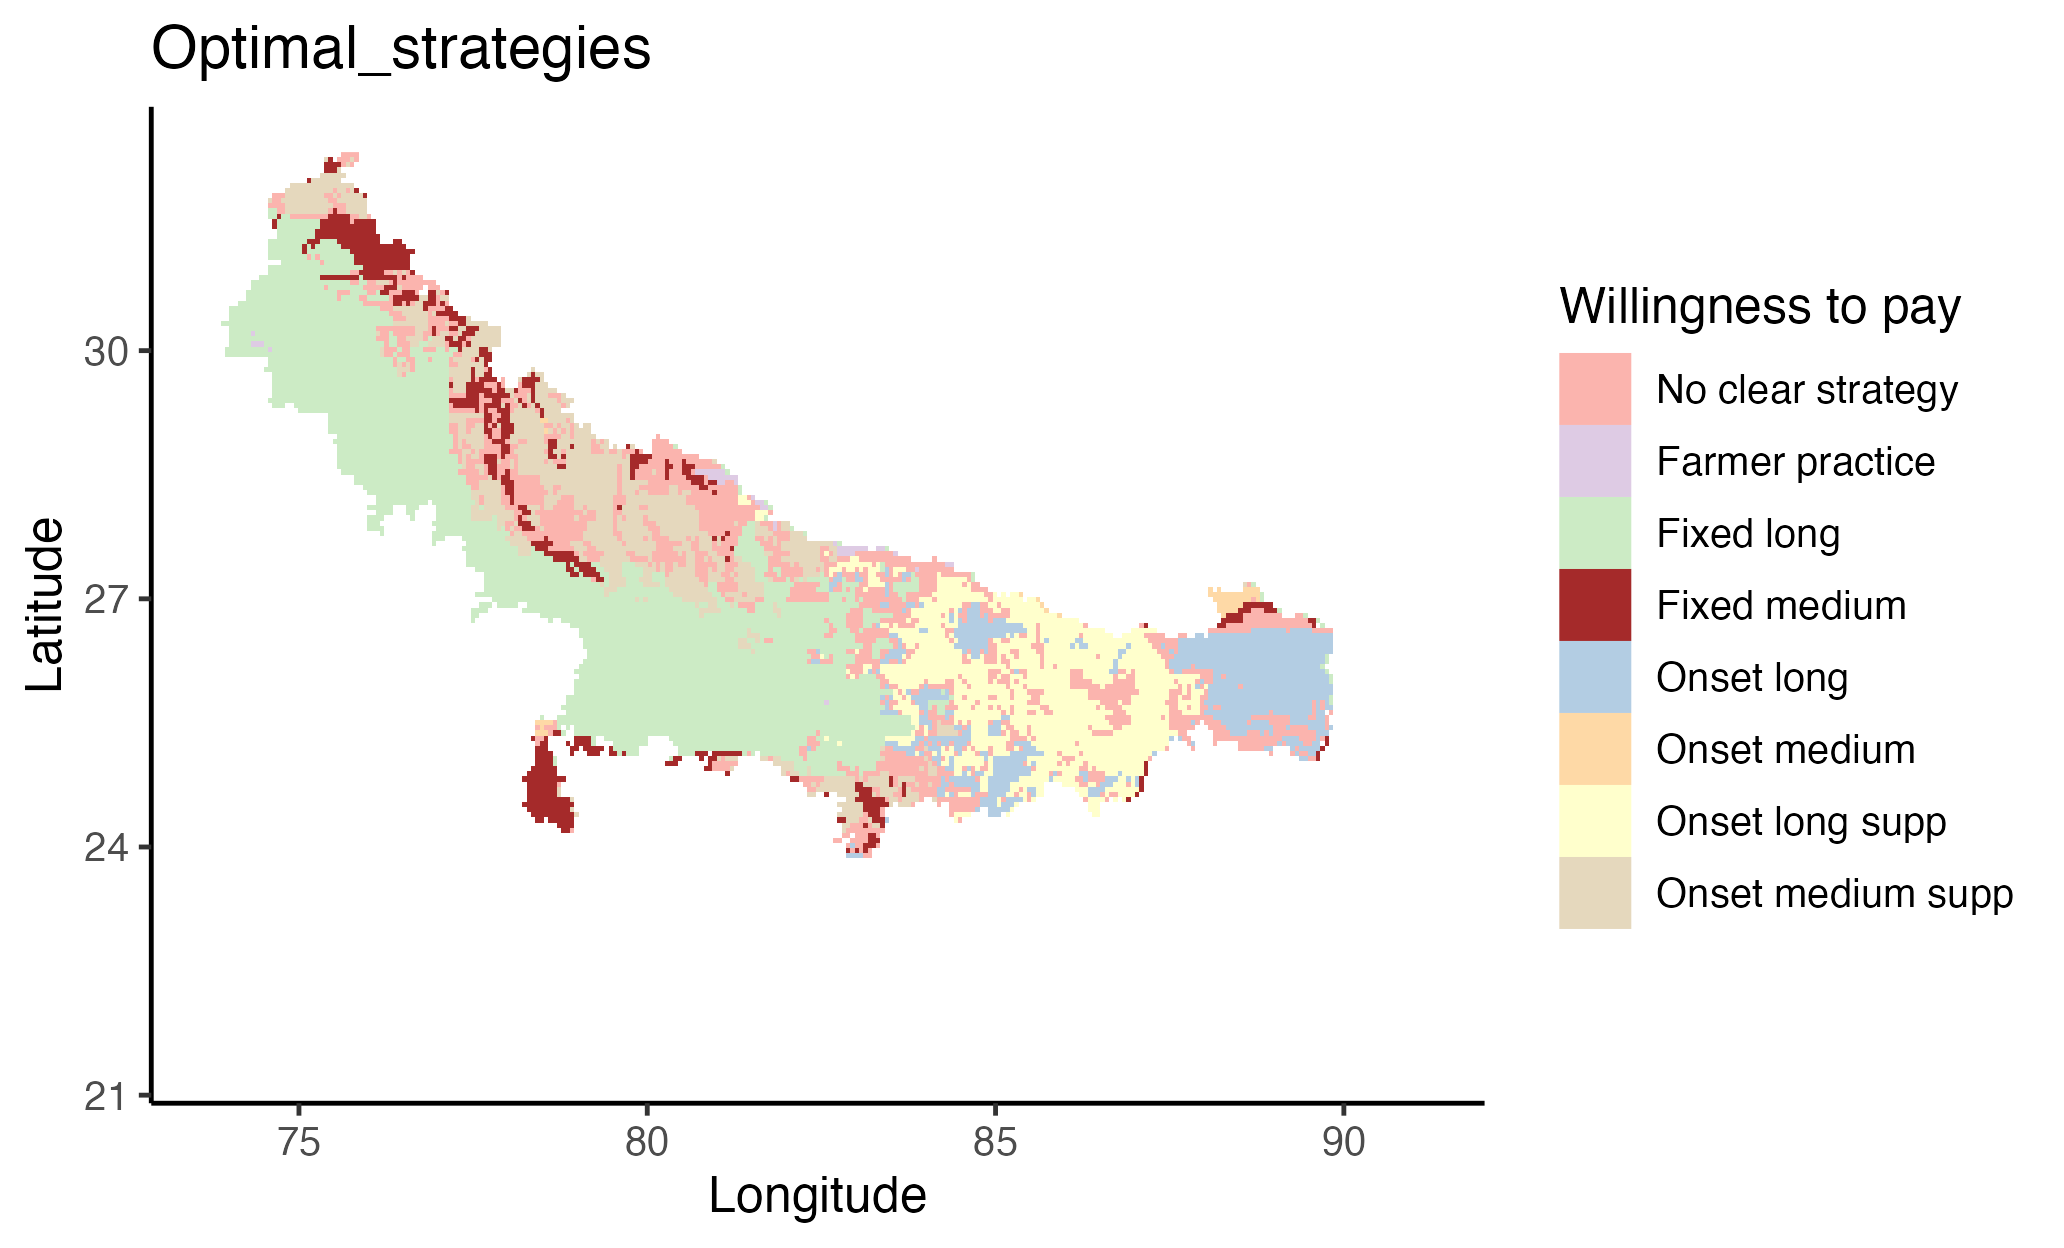 Optimal_strategies
Latitude
30
27
24
21
75
80
85
90
Longitude
Willingness to pay
No clear strategy
Farmer practice
Fixed long
Fixed medium
Onset long
Onset medium
Onset long supp
Onset medium supp